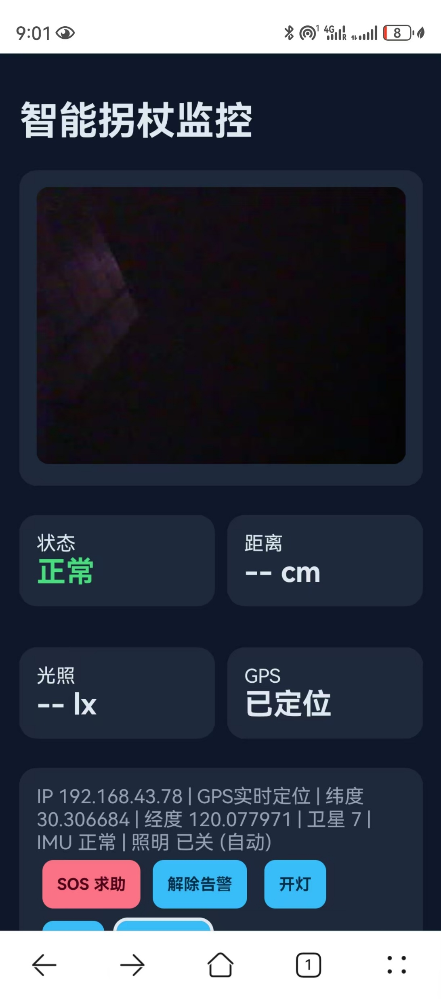 9:01
1 4G R 8
智能拐杖监控
状态
正常
距离
-- cm
光照
-- lx
GPS
已定位
IP 192.168.43.78 | GPS实时定位 | 纬度
30.306684 | 经度 120.077971 | 卫星 7 |
IMU 正常 | 照明 已关 (自动)
SOS 求助
解除告警
开灯
1